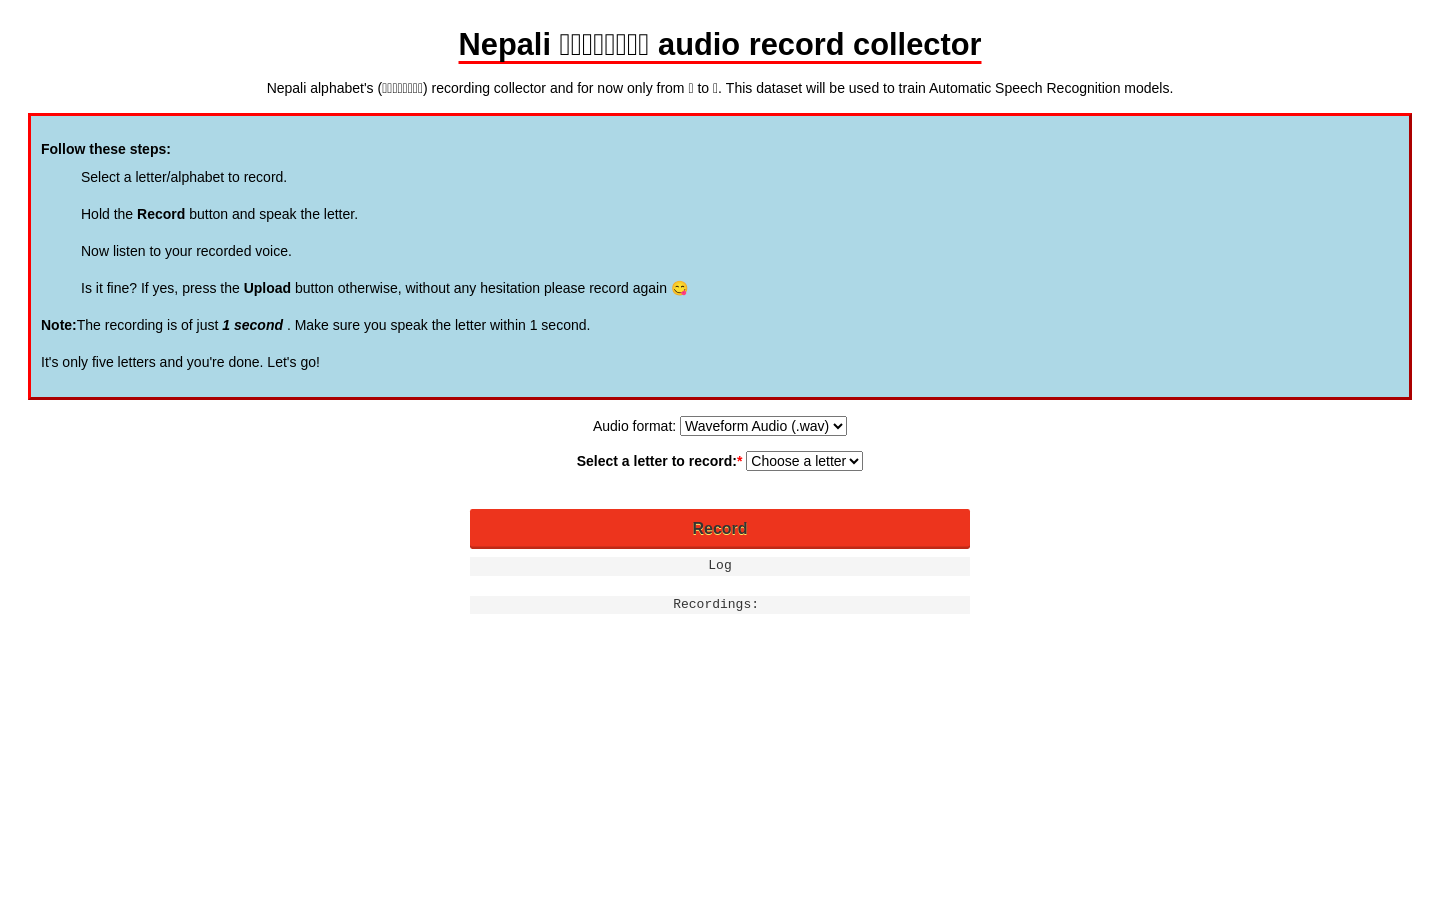 Nepali audio record collector
Nepali alphabet's () recording collector and for now only from to . This dataset will be used to train Automatic Speech Recognition models.
Follow these steps:
Select a letter/alphabet to record.
Hold the Record button and speak the letter.
Now listen to your recorded voice.
Is it fine? If yes, press the Upload button otherwise, without any hesitation please record again 😋
Note:The recording is of just 1 second . Make sure you speak the letter within 1 second.
It's only five letters and you're done. Let's go!
Audio format: Waveform Audio (.wav)
Select a letter to record:* Choose a letter
Record
Log
Recordings: